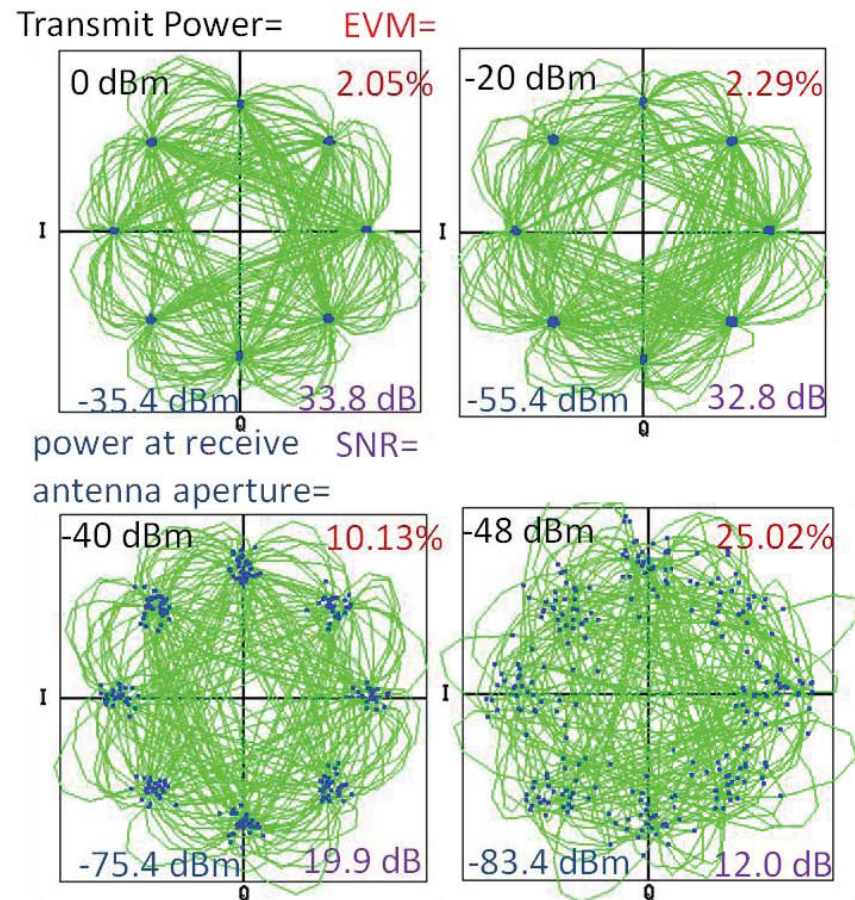 Transmit Power= EVM=
0 dBm 2.05%
-20 dBm 2.29%
I
I
-35.4 dBm 33.8 dB
-55.4 dBm 32.8 dB
Q
Q
power at receive SNR=
antenna aperture=
-40 dBm 10.13%
-48 dBm 25.02%
I
I
-75.4 dBm 19.9 dB
-83.4 dBm 12.0 dB
Q
Q